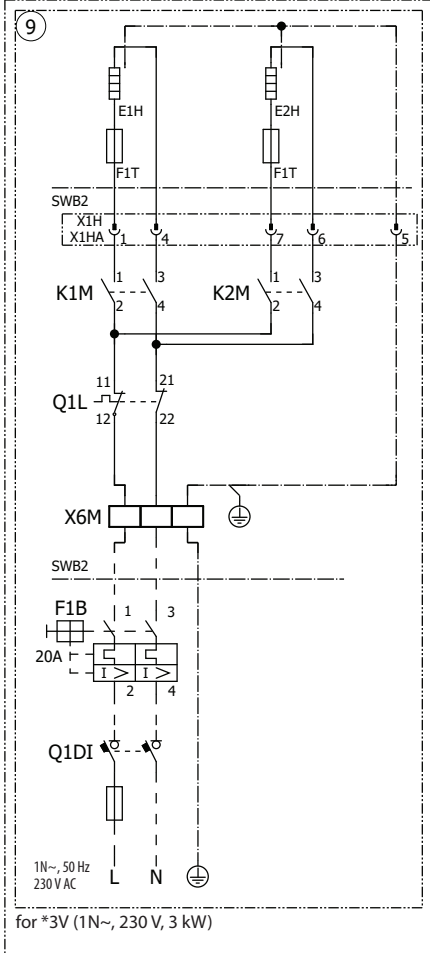 9
E1H E2H
F1T F1T
SWB2
X1H
X1HA 1 4 7 6 5
1 3 1 3
K1M K2M
2 4 2 4
11 21
Q1L
12 22
X6M
SWB2
F1B 1 3
20A
I > I >
2 4
Q1DI
1N~, 50 Hz
230 V AC L N
for *3V (1N~, 230 V, 3 kW)